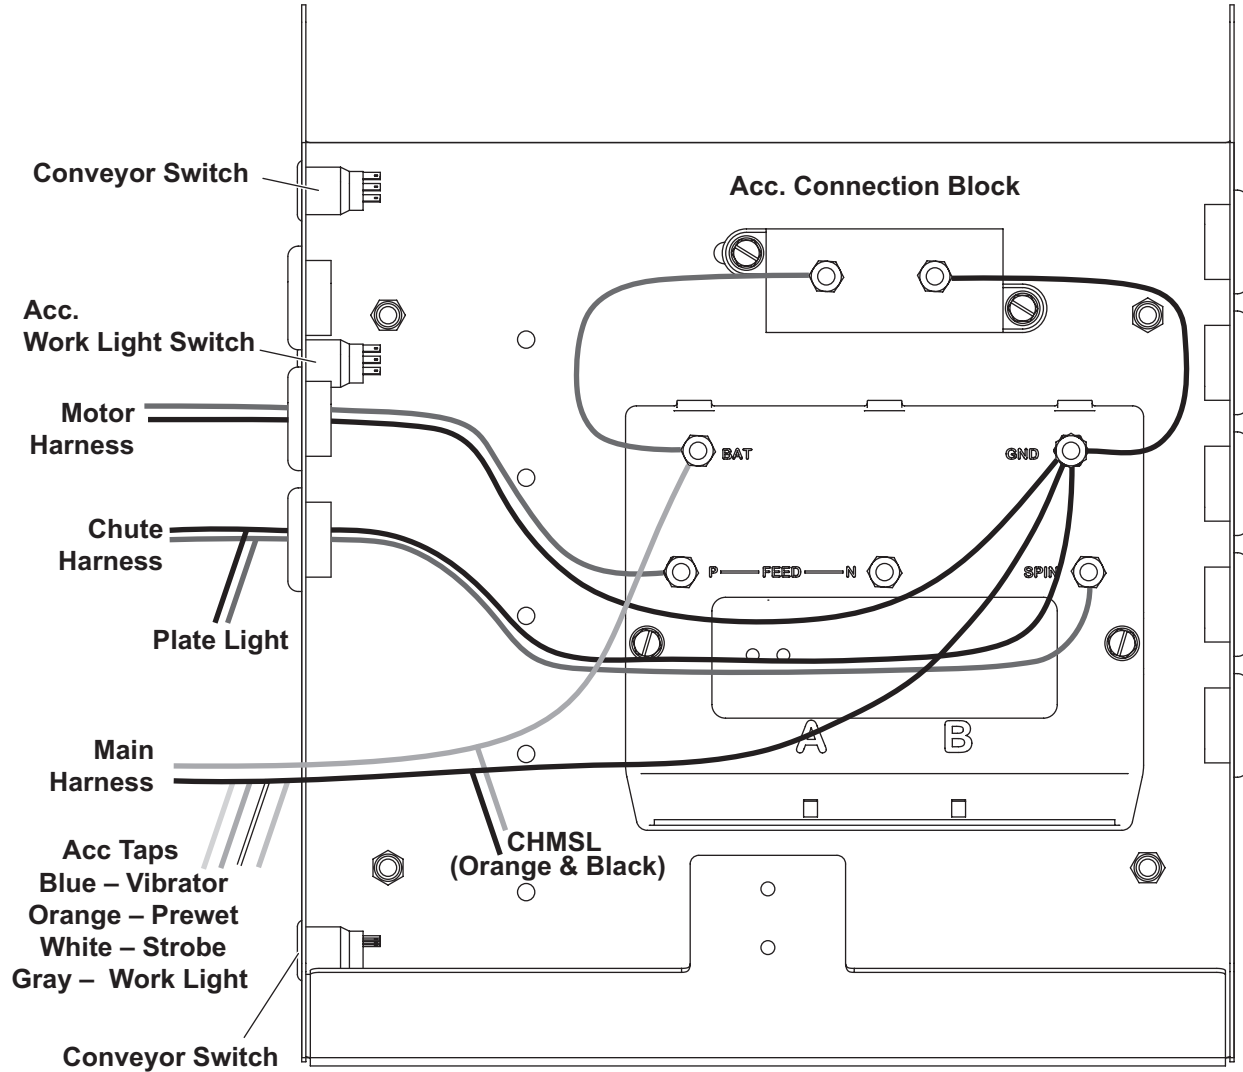 Conveyor Switch
Acc. Connection Block
Acc.
Work Light Switch
Motor
Harness
BAT
GND
Chute
Harness
P FEED N
SPIN
Plate Light
A B
Main
Harness
CHMSL
(Orange & Black)
Acc Taps
Blue – Vibrator
Orange – Prewet
White – Strobe
Gray – Work Light
Conveyor Switch